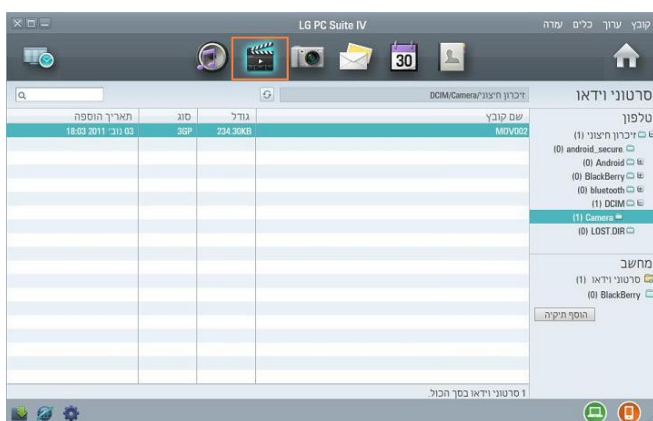 LG PC Suite IV
קובץ ערוך כלים עזרה
30
סרטוני וידאו
זיכרון חיצוני/DCIM/Camera
טלפון
שם קובץ גודל סוג תאריך הוספה
MOV002 234.30KB 3GP 03 נוב׳ 2011 18:03
זיכרון חיצוני (1)
android_secure. (0)
Android (0)
BlackBerry (0)
bluetooth (0)
DCIM (1)
Camera (1)
LOST.DIR (0)
מחשב
סרטוני וידאו (1)
BlackBerry (0)
הוסף תיקיה
1 סרטוני וידאו בסך הכול.